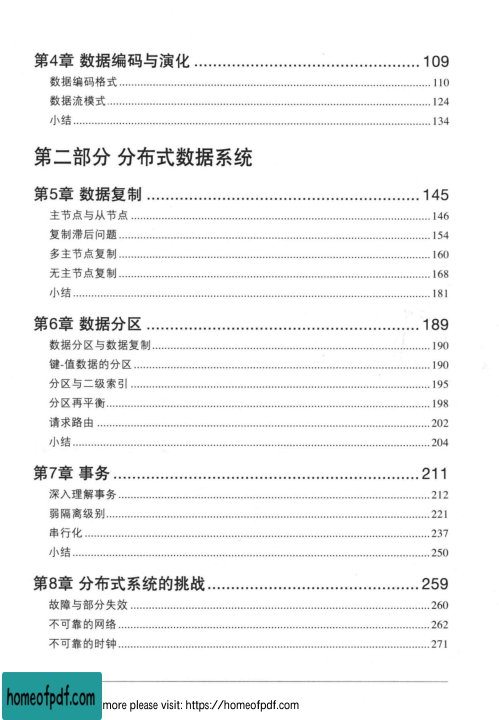 第4章 数据编码与演化 ................................................ 109
数据编码格式 ................................................ 110
数据流模式 ................................................ 124
小结 ................................................ 134
第二部分 分布式数据系统
第5章 数据复制 ................................................ 145
主节点与从节点 ................................................ 146
复制滞后问题 ................................................ 154
多主节点复制 ................................................ 160
无主节点复制 ................................................ 168
小结 ................................................ 181
第6章 数据分区 ................................................ 189
数据分区与数据复制 ................................................ 190
键-值数据的分区 ................................................ 190
分区与二级索引 ................................................ 195
分区再平衡 ................................................ 198
请求路由 ................................................ 202
小结 ................................................ 204
第7章 事务 ................................................ 211
深入理解事务 ................................................ 212
弱隔离级别 ................................................ 221
串行化 ................................................ 237
小结 ................................................ 250
第8章 分布式系统的挑战 ................................................ 259
故障与部分失效 ................................................ 260
不可靠的网络 ................................................ 262
不可靠的时钟 ................................................ 271
homeofpdf.com more please visit: https://homeofpdf.com